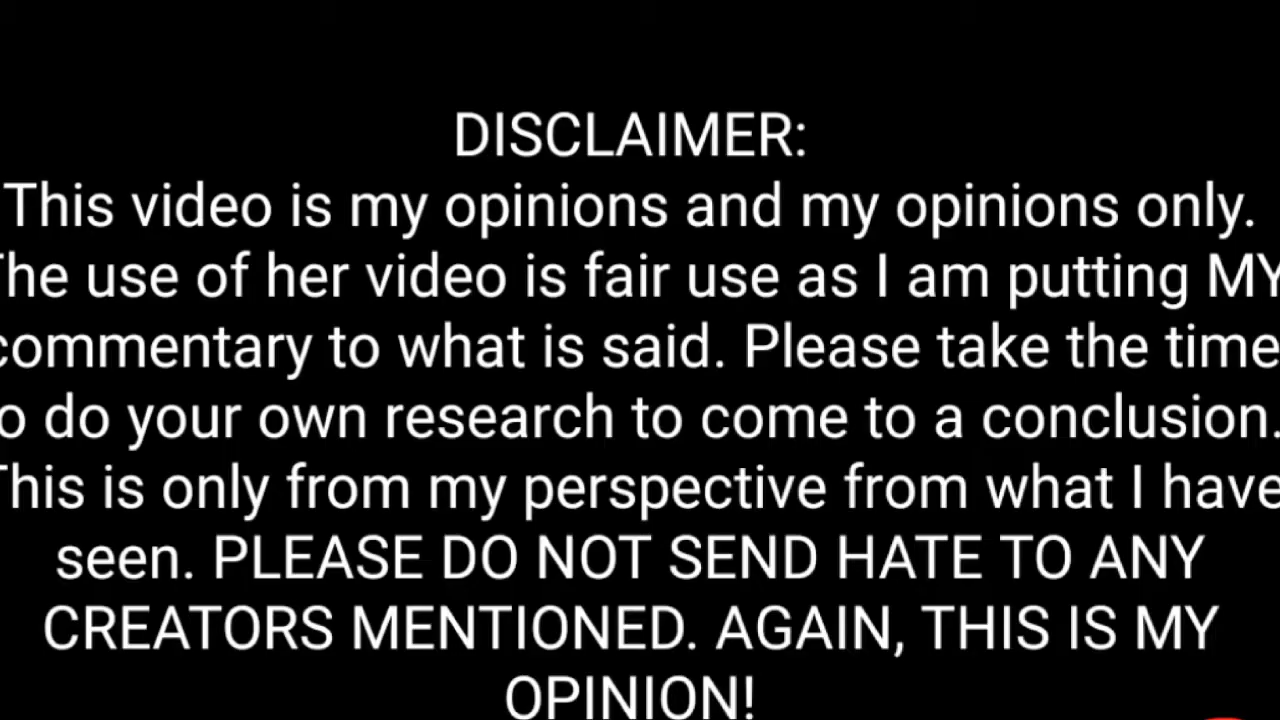 DISCLAIMER:
This video is my opinions and my opinions only.
The use of her video is fair use as I am putting MY
commentary to what is said. Please take the time
o do your own research to come to a conclusion.
This is only from my perspective from what I have
seen. PLEASE DO NOT SEND HATE TO ANY
CREATORS MENTIONED. AGAIN, THIS IS MY
OPINION!